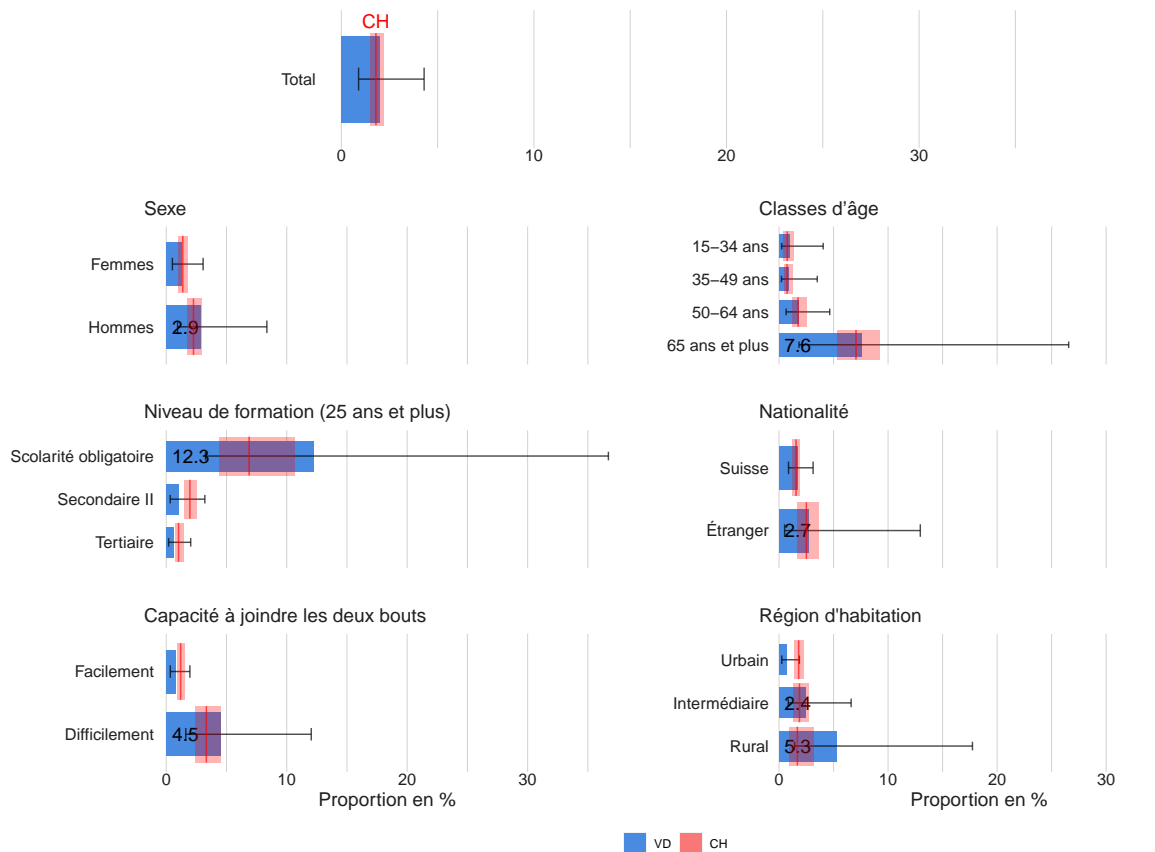 CH
Total
0 10 20 30
Sexe
Femmes
Hommes 2.9
Classes d'âge
15–34 ans
35–49 ans
50–64 ans
65 ans et plus 7.6
Niveau de formation (25 ans et plus)
Scolarité obligatoire 12.3
Secondaire II
Tertiaire
Nationalité
Suisse
Étranger 2.7
Capacité à joindre les deux bouts
Facilement
Difficilement 4.5
0 10 20 30
Proportion en %
Région d'habitation
Urbain
Intermédiaire 2.4
Rural 5.3
0 10 20 30
Proportion en %
VD CH